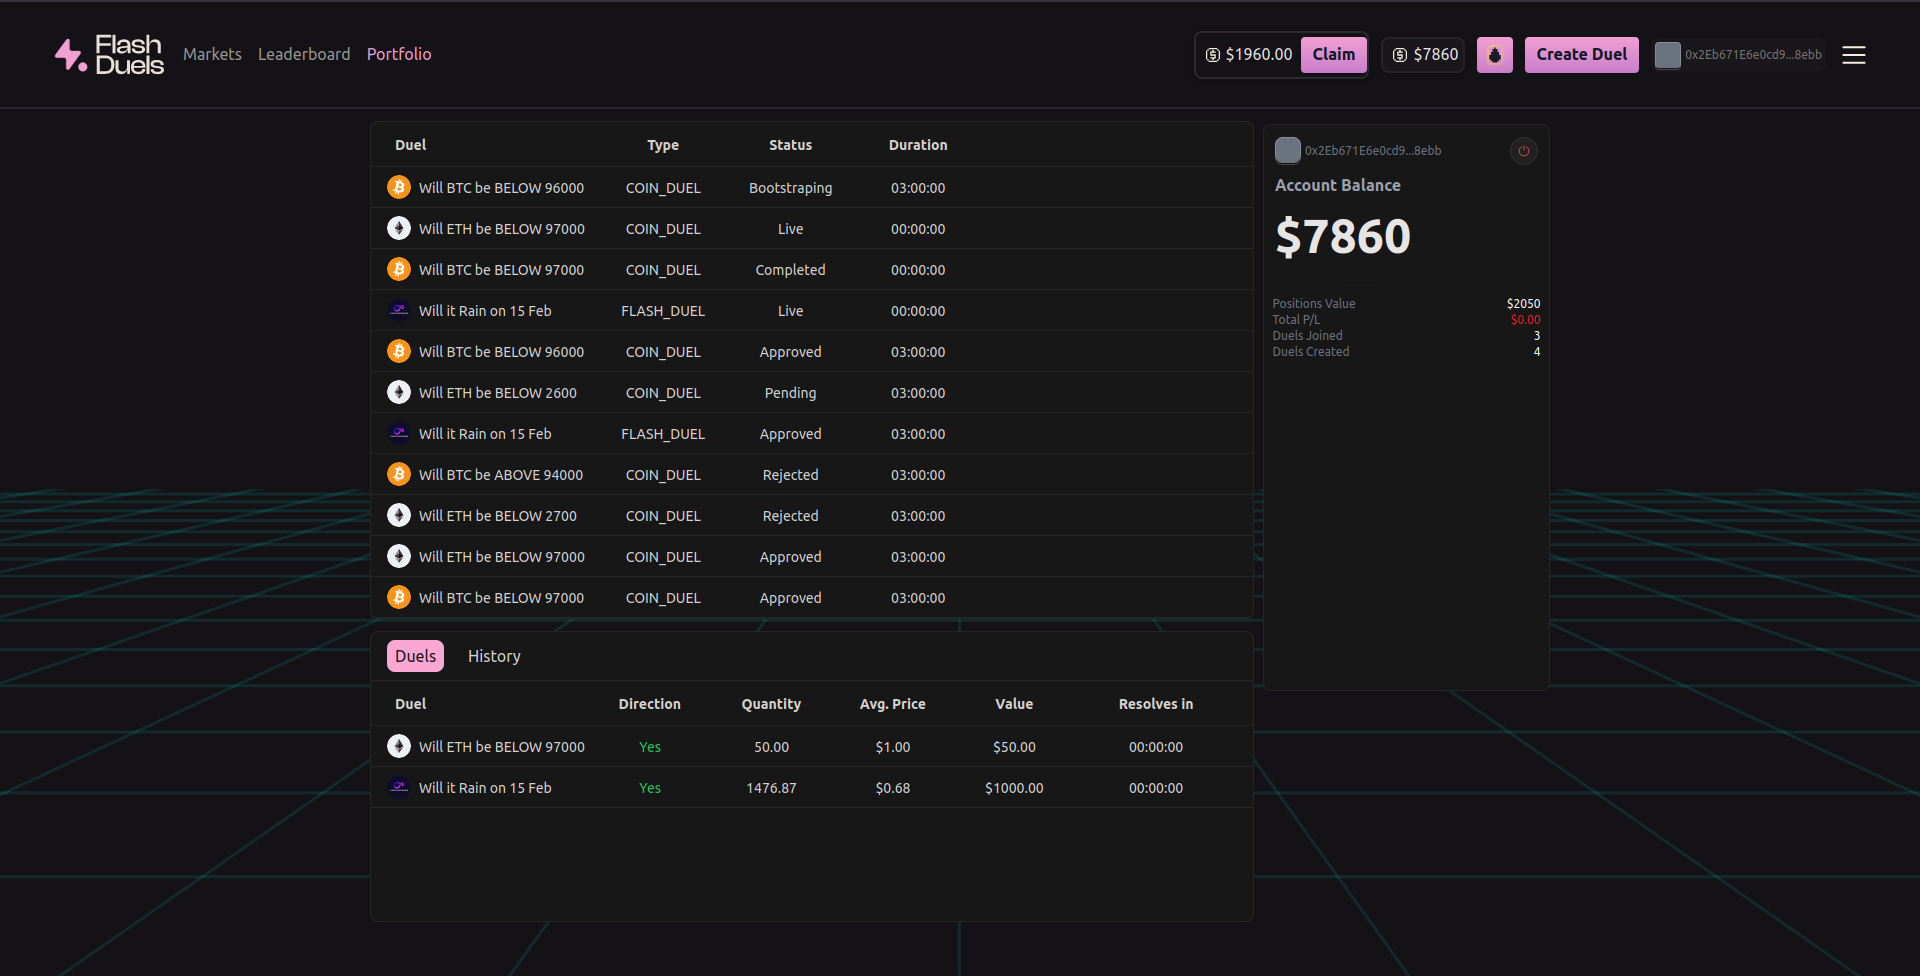 Flash Duels Markets Leaderboard Portfolio $1960.00 Claim $7860 Create Duel 0x2Eb671E6e0cd9...8ebb
Duel Type Status Duration
Will BTC be BELOW 96000 COIN_DUEL Bootstraping 03:00:00
Will ETH be BELOW 97000 COIN_DUEL Live 00:00:00
Will BTC be BELOW 97000 COIN_DUEL Completed 00:00:00
Will it Rain on 15 Feb FLASH_DUEL Live 00:00:00
Will BTC be BELOW 96000 COIN_DUEL Approved 03:00:00
Will ETH be BELOW 2600 COIN_DUEL Pending 03:00:00
Will it Rain on 15 Feb FLASH_DUEL Approved 03:00:00
Will BTC be ABOVE 94000 COIN_DUEL Rejected 03:00:00
Will ETH be BELOW 2700 COIN_DUEL Rejected 03:00:00
Will ETH be BELOW 97000 COIN_DUEL Approved 03:00:00
Will BTC be BELOW 97000 COIN_DUEL Approved 03:00:00
0x2Eb671E6e0cd9...8ebb
Account Balance
$7860
Positions Value $2050
Total P/L $0.00
Duels Joined 3
Duels Created 4
Duels History
Duel Direction Quantity Avg. Price Value Resolves in
Will ETH be BELOW 97000 Yes 50.00 $1.00 $50.00 00:00:00
Will it Rain on 15 Feb Yes 1476.87 $0.68 $1000.00 00:00:00